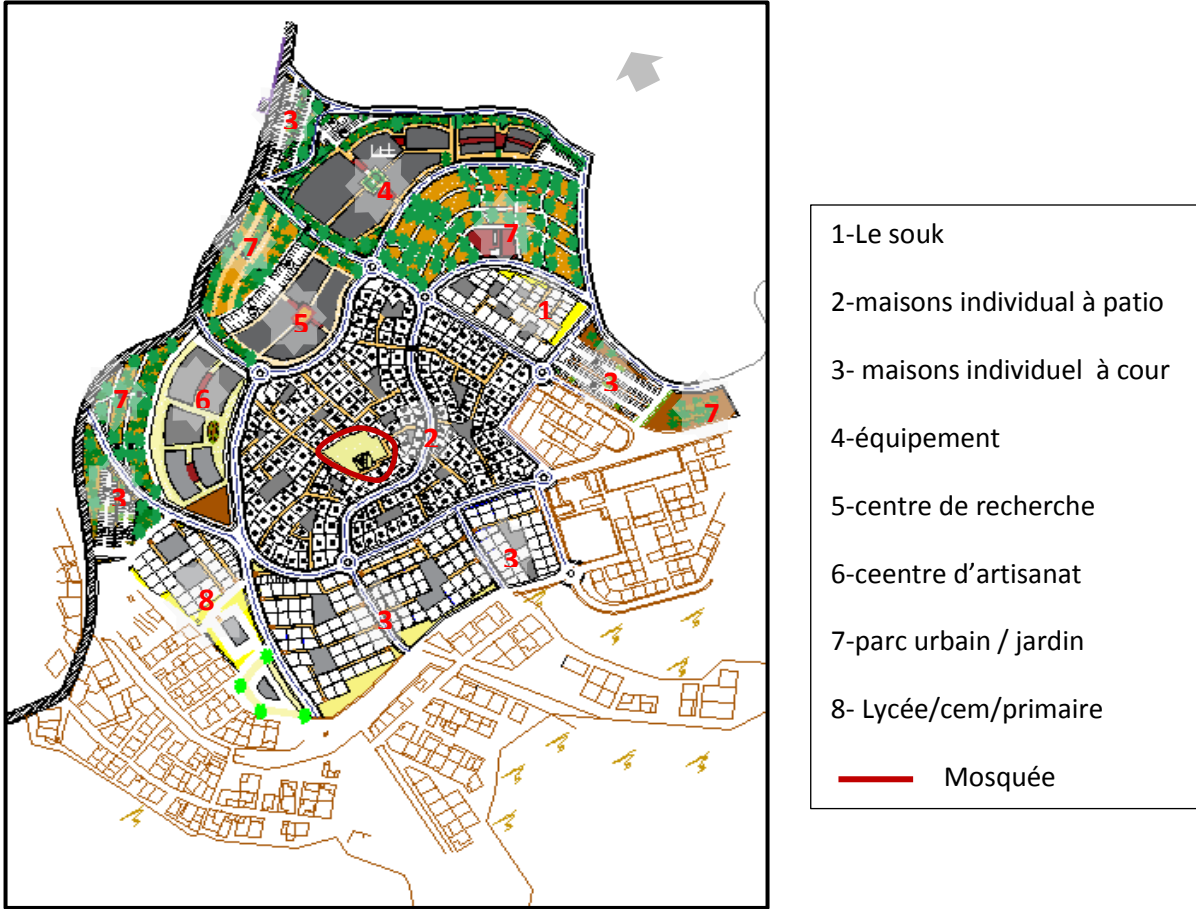 3
4
7
7
5
1
3
7
7
6
2
3
3
8
3
1-Le souk
2-maisons individual à patio
3- maisons individuel  à cour
4-équipement
5-centre de recherche
6-ceentre d’artisanat
7-parc urbain / jardin
8- Lycée/cem/primaire
Mosquée